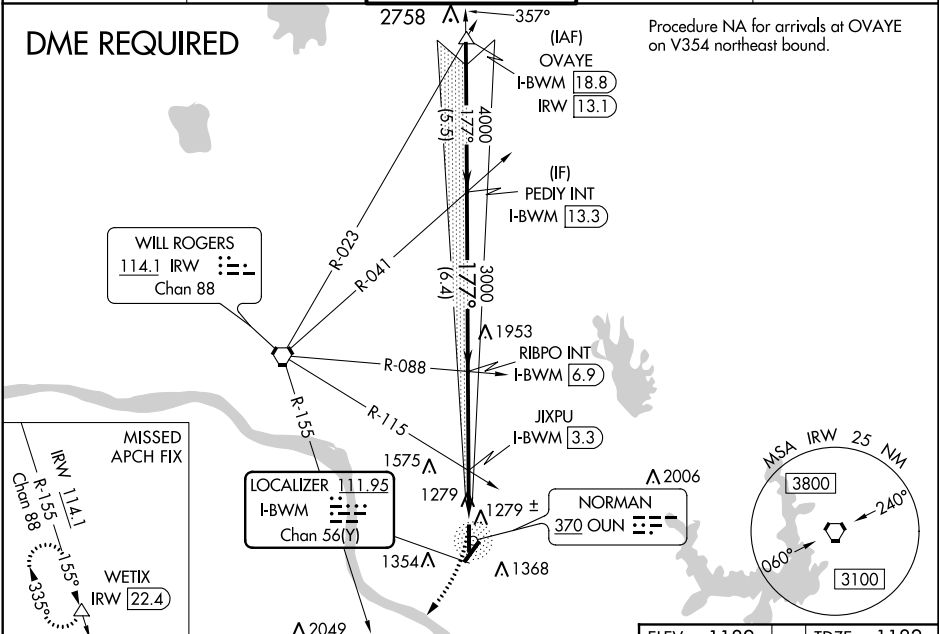 DME REQUIRED
2758
357°
Procedure NA for arrivals at OVAYE
on V354 northeast bound.
(IAF)
OVAYE
I-BWM 18.8
IRW 13.1
4000
177°
(5.5)
(IF)
PEDIY INT
I-BWM 13.3
R-023
R-041
WILL ROGERS
114.1 IRW
Chan 88
3000
177°
(6.4)
1953
RIBPO INT
I-BWM 6.9
R-088
R-115
R-155
JIXPU
I-BWM 3.3
1575
1279
1279 ±
2006
LOCALIZER 111.95
I-BWM
Chan 56(Y)
NORMAN
370 OUN
1354
1368
2049
MISSED
APCH FIX
IRW 114.1
R-155
Chan 88
155°
335°
WETIX
IRW 22.4
MSA IRW 25 NM
3800
240°
060°
3100